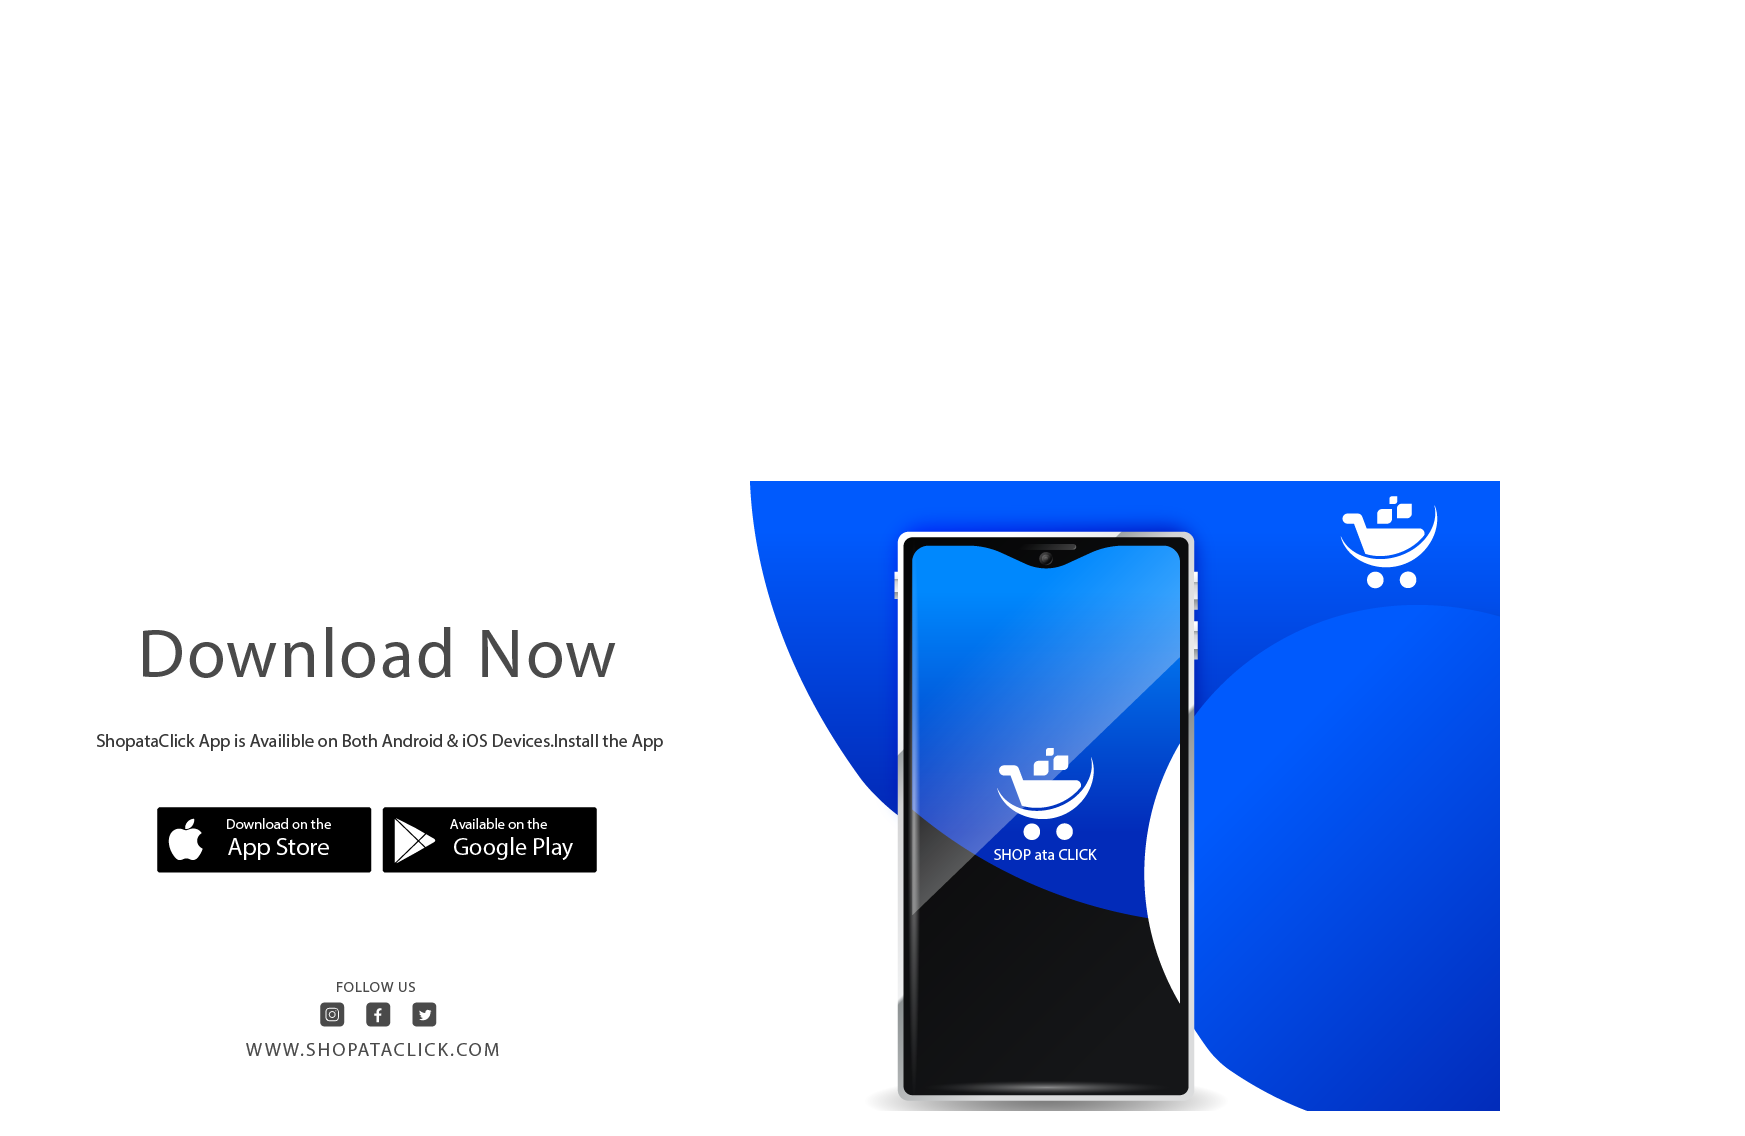 Download Now
ShopataClick App is Availible on Both Android & iOS Devices.Install the App
Download on the
App Store
Available on the
Google Play
FOLLOW US
WWW.SHOPATACLICK.COM
SHOP ata CLICK